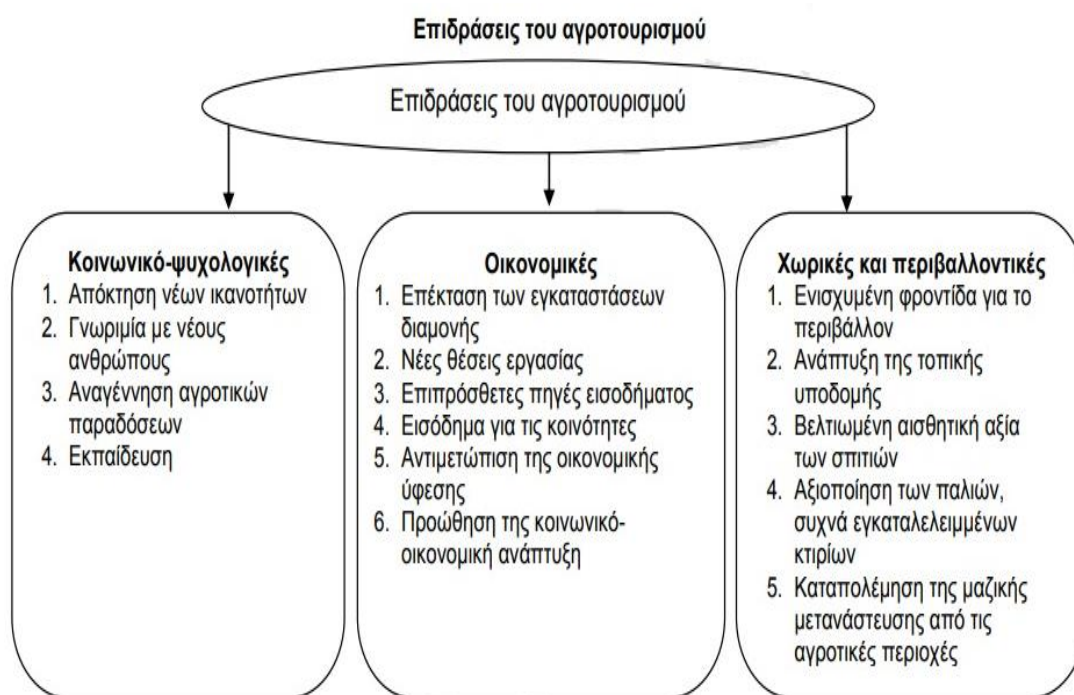 Επιδράσεις του αγροτουρισμού
Επιδράσεις του αγροτουρισμού
Κοινωνικό-ψυχολογικές
1. Απόκτηση νέων ικανοτήτων
2. Γνωριμία με νέους
ανθρώπους
3. Αναγέννηση αγροτικών
παραδόσεων
4. Εκπαίδευση
Οικονομικές
1. Επέκταση των εγκαταστάσεων
διαμονής
2. Νέες θέσεις εργασίας
3. Επιπρόσθετες πηγές εισοδήματος
4. Εισόδημα για τις κοινότητες
5. Αντιμετώπιση της οικονομικής
ύφεσης
6. Προώθηση της κοινωνικό-
οικονομική ανάπτυξη
Χωρικές και περιβαλλοντικές
1. Ενισχυμένη φροντίδα για το
περιβάλλον
2. Ανάπτυξη της τοπικής
υποδομής
3. Βελτιωμένη αισθητική αξία
των σπιτιών
4. Αξιοποίηση των παλιών,
συχνά εγκαταλελειμμένων
κτιρίων
5. Καταπολέμηση της μαζικής
μετανάστευσης από τις
αγροτικές περιοχές